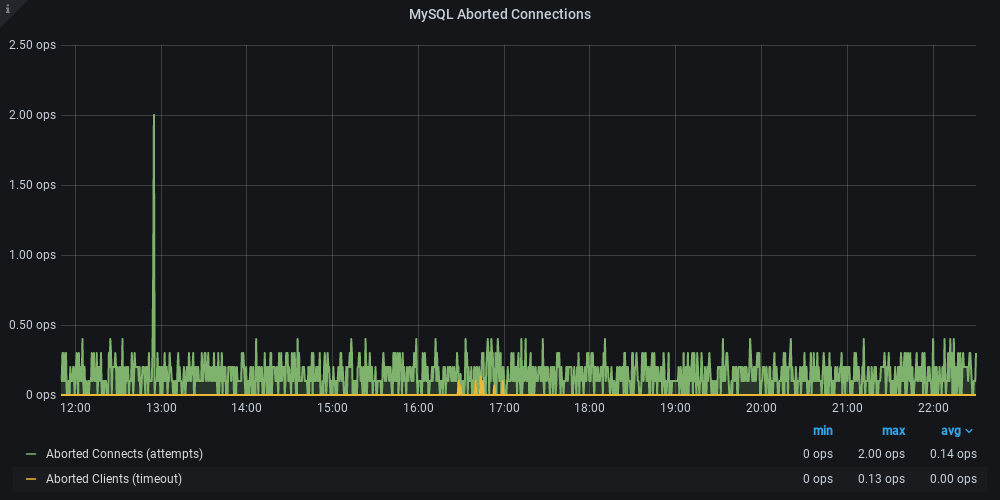 i
MySQL Aborted Connections
2.50 ops
2.00 ops
1.50 ops
1.00 ops
0.50 ops
0 ops
12:00 13:00 14:00 15:00 16:00 17:00 18:00 19:00 20:00 21:00 22:00
min max avg
Aborted Connects (attempts) 0 ops 2.00 ops 0.14 ops
Aborted Clients (timeout) 0 ops 0.13 ops 0.00 ops